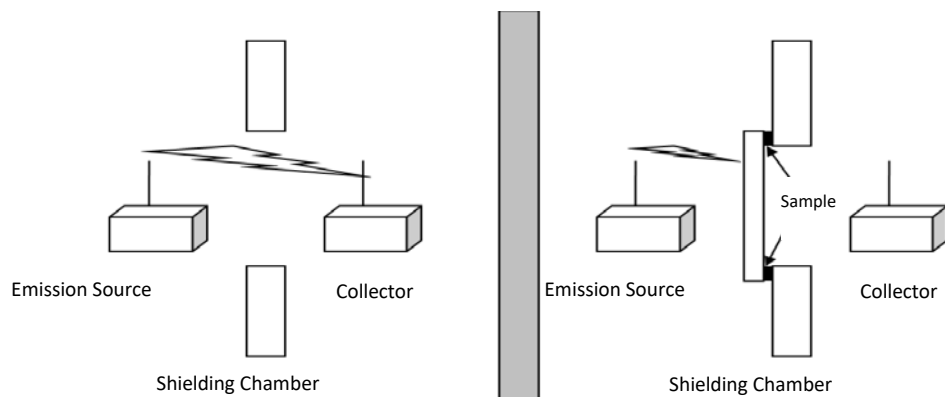 Sample
Emission Source
Collector
Emission Source
Collector
Shielding Chamber
Shielding Chamber